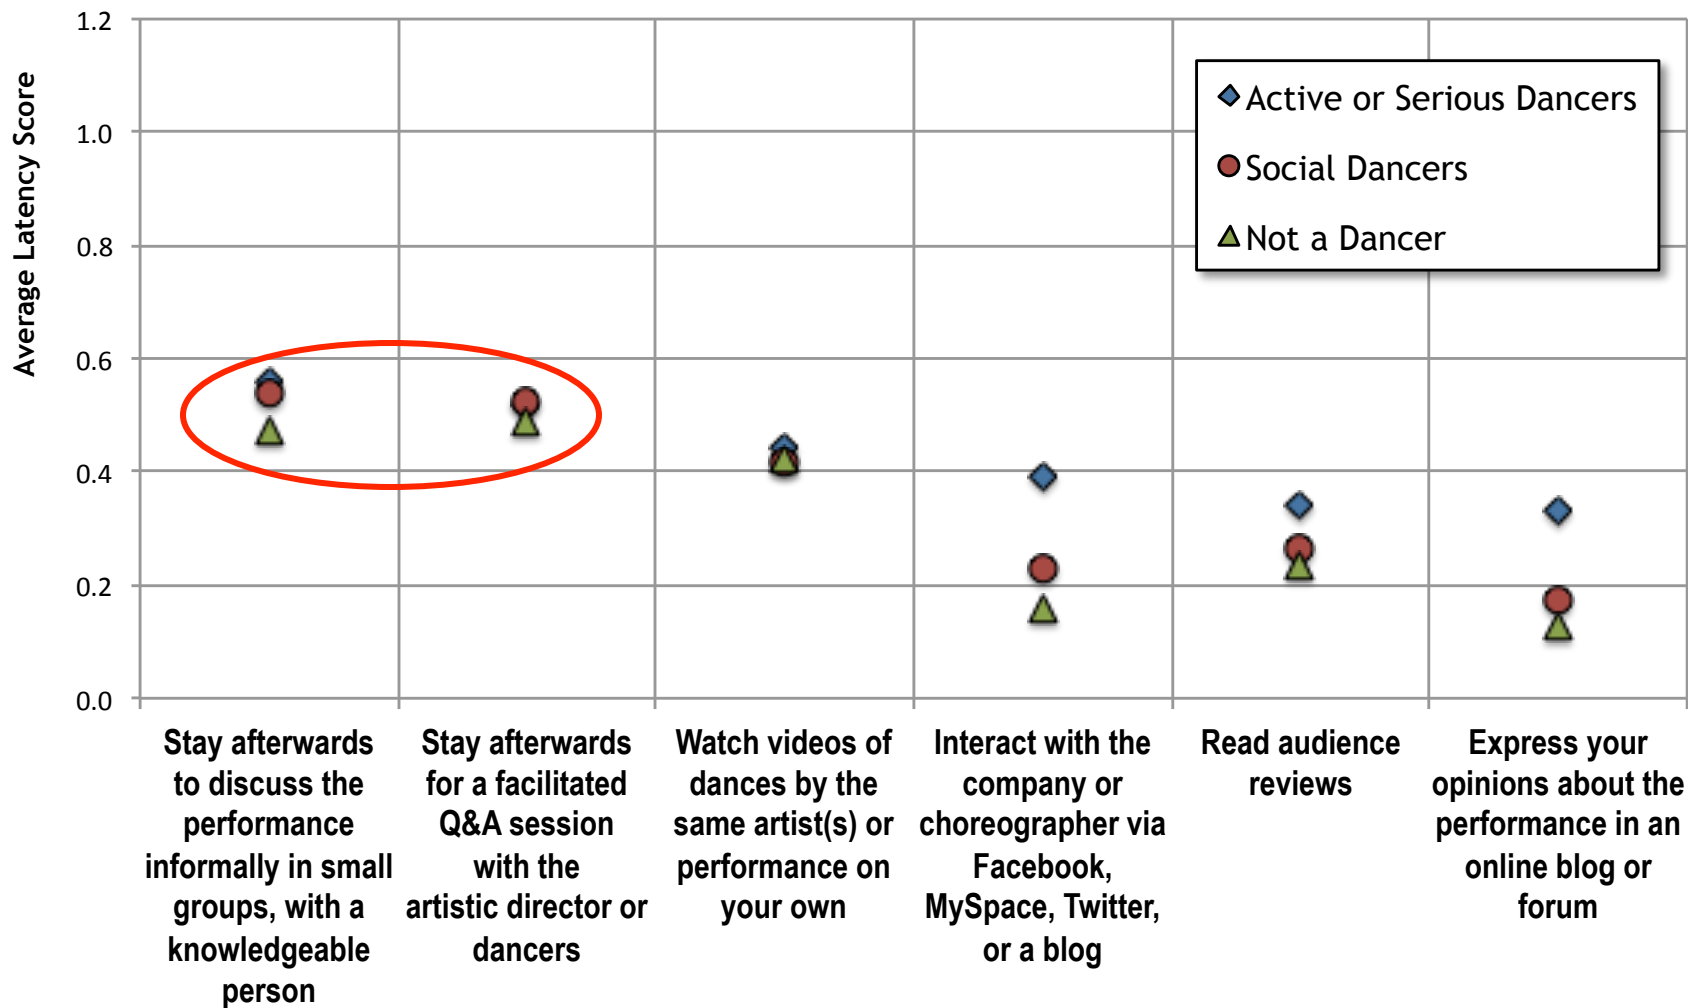 1.2
1.0
0.8
0.6
0.4
0.2
0.0
Average Latency Score
Active or Serious Dancers
Social Dancers
Not a Dancer
Stay afterwards
to discuss the
performance
informally in small
groups, with a
knowledgeable
person
Stay afterwards
for a facilitated
Q&A session
with the
artistic director or
dancers
Watch videos of
dances by the
same artist(s) or
performance on
your own
Interact with the
company or
choreographer via
Facebook,
MySpace, Twitter,
or a blog
Read audience
reviews
Express your
opinions about the
performance in an
online blog or
forum